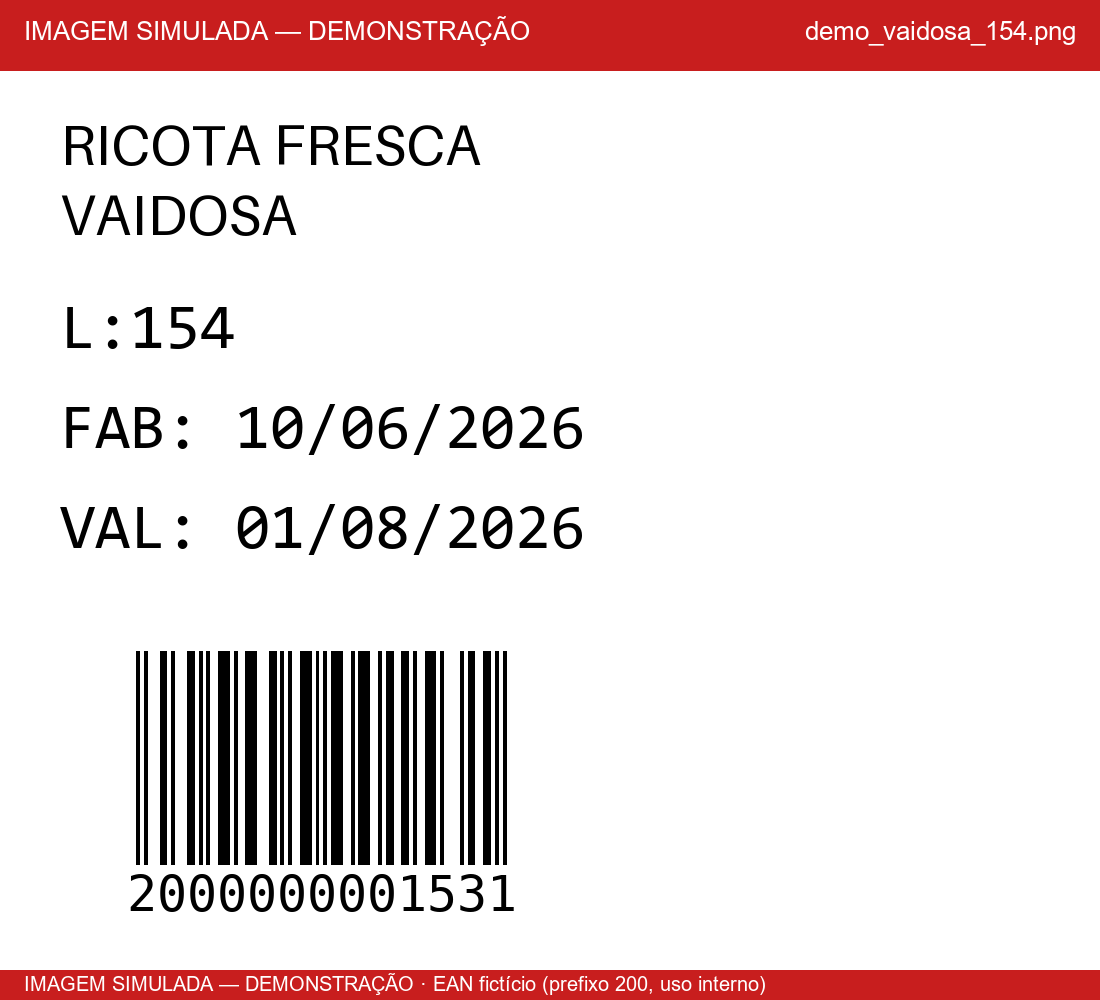 IMAGEM SIMULADA — DEMONSTRAÇÃO demo_vaidosa_154.png
RICOTA FRESCA
VAIDOSA
L:154
FAB: 10/06/2026
VAL: 01/08/2026
2000000001531
IMAGEM SIMULADA — DEMONSTRAÇÃO · EAN fictício (prefixo 200, uso interno)